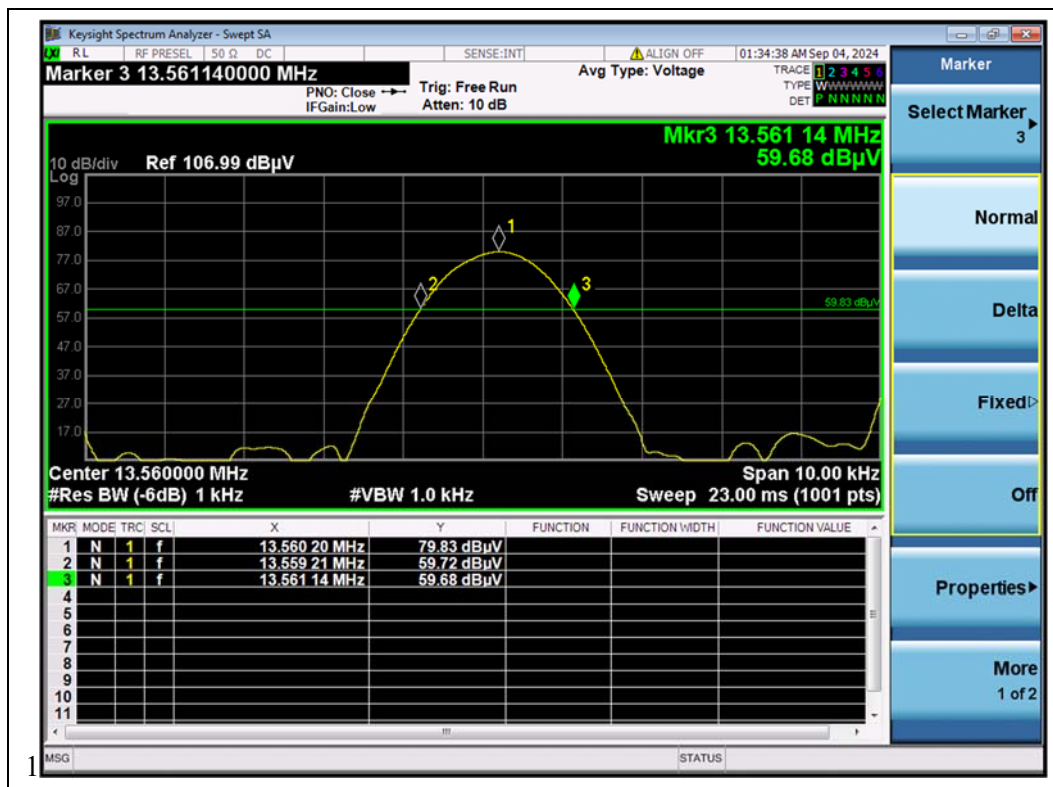 Keysight Spectrum Analyzer - Swept SA
RL RF PRESEL 50 Ω DC SENSE:INT ALIGN OFF 01:34:38 AM Sep 04, 2024
Marker 3 13.561140000 MHz
PNO: Close
IFGain:Low
Trig: Free Run
Atten: 10 dB
Avg Type: Voltage
TRACE 1 2 3 4 5 6
TYPE WWWWWW
DET P N N N N N
Mkr3 13.561 14 MHz
59.68 dBµV
10 dB/div Ref 106.99 dBµV
Log
97.0
87.0
77.0
67.0
57.0
47.0
37.0
27.0
17.0
1
2
3
59.83 dBµV
Center 13.560000 MHz Span 10.00 kHz
#Res BW (-6dB) 1 kHz #VBW 1.0 kHz Sweep 23.00 ms (1001 pts)
MKR MODE TRC SCL X Y FUNCTION FUNCTION WIDTH FUNCTION VALUE
1 N 1 f 13.560 20 MHz 79.83 dBµV
2 N 1 f 13.559 21 MHz 59.72 dBµV
3 N 1 f 13.561 14 MHz 59.68 dBµV
4
5
6
7
8
9
10
11
MSG STATUS
Marker
Select Marker
3
Normal
Delta
Fixed
Off
Properties
More
1 of 2
1